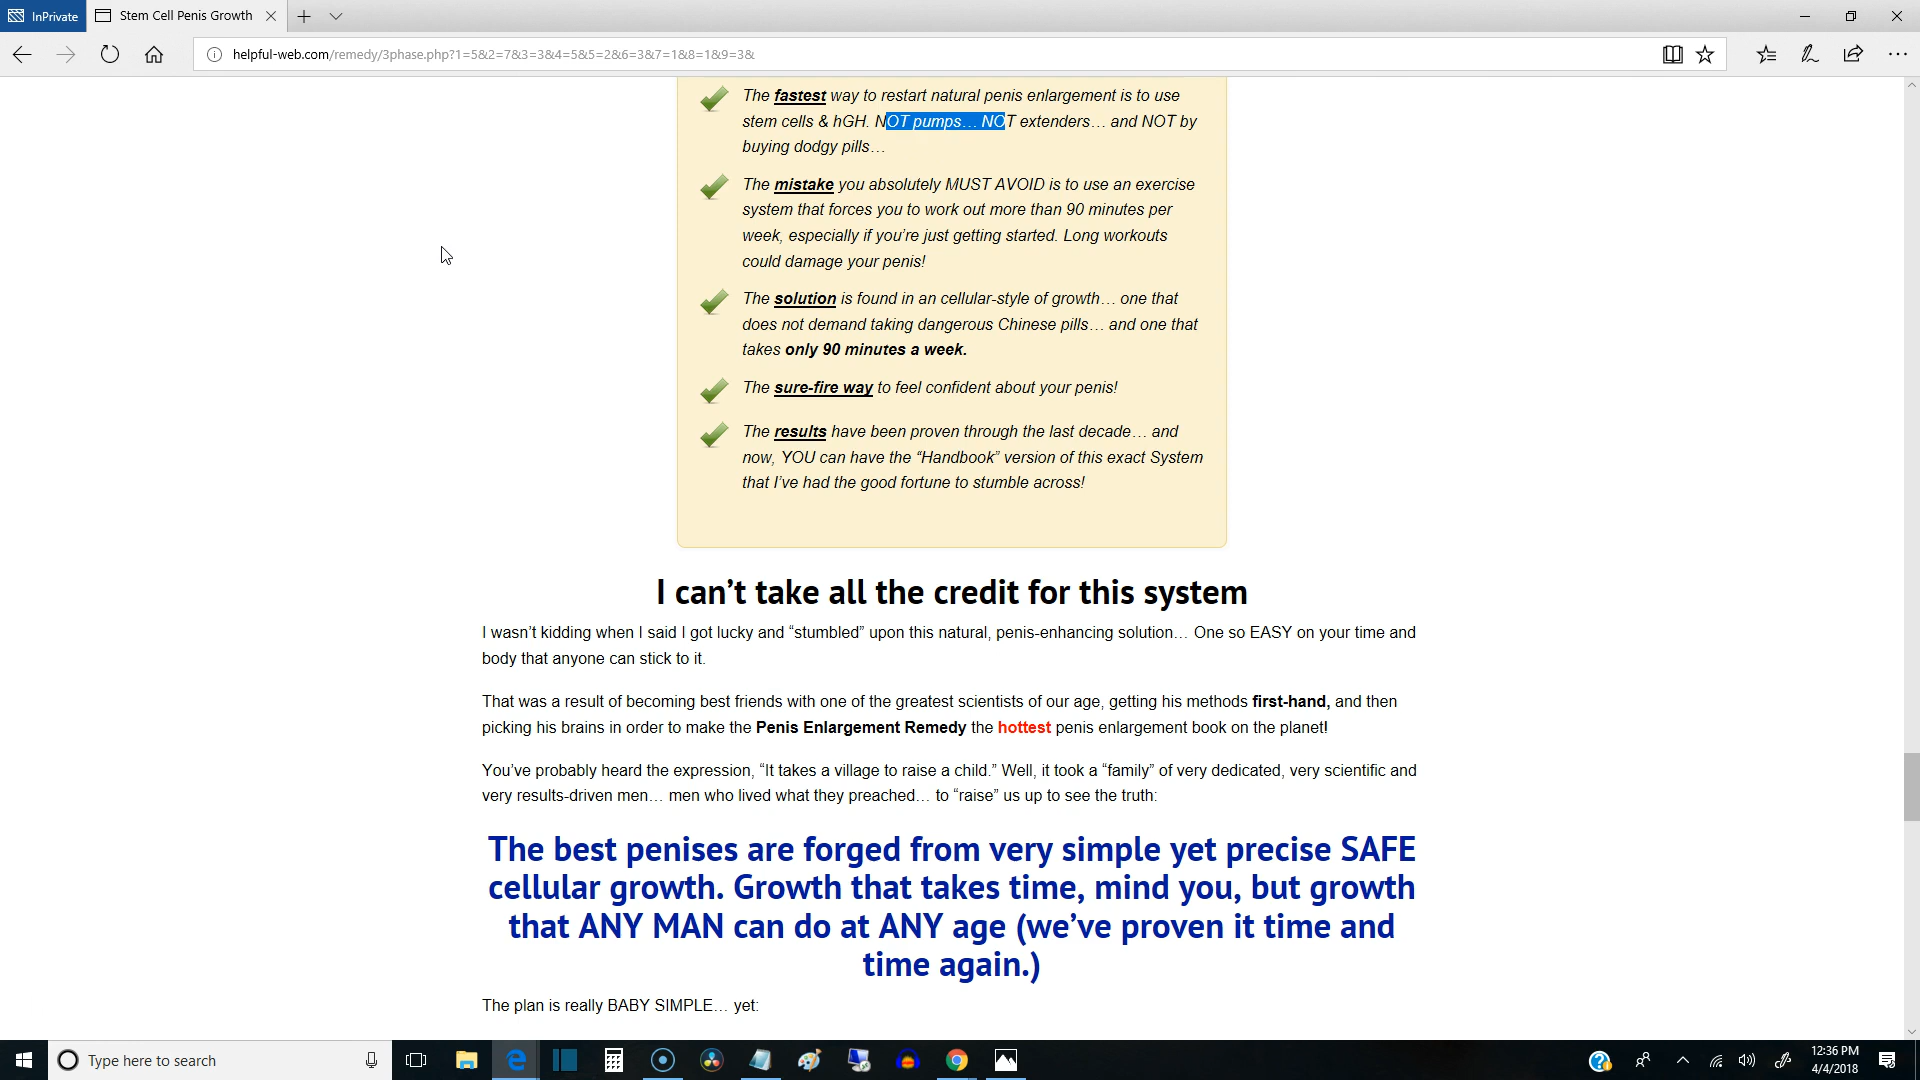 InPrivate
Stem Cell Penis Growth
helpful-web.com/remedy/3phase.php?1=5&2=7&3=3&4=5&5=2&6=3&7=1&8=1&9=3&
The fastest way to restart natural penis enlargement is to use
stem cells & hGH. NOT pumps… NOT extenders… and NOT by
buying dodgy pills…
The mistake you absolutely MUST AVOID is to use an exercise
system that forces you to work out more than 90 minutes per
week, especially if you’re just getting started. Long workouts
could damage your penis!
The solution is found in an cellular-style of growth… one that
does not demand taking dangerous Chinese pills… and one that
takes only 90 minutes a week.
The sure-fire way to feel confident about your penis!
The results have been proven through the last decade… and
now, YOU can have the “Handbook” version of this exact System
that I’ve had the good fortune to stumble across!
I can’t take all the credit for this system
I wasn’t kidding when I said I got lucky and “stumbled” upon this natural, penis-enhancing solution… One so EASY on your time and
body that anyone can stick to it.
That was a result of becoming best friends with one of the greatest scientists of our age, getting his methods first-hand, and then
picking his brains in order to make the Penis Enlargement Remedy the hottest penis enlargement book on the planet!
You’ve probably heard the expression, “It takes a village to raise a child.” Well, it took a “family” of very dedicated, very scientific and
very results-driven men… men who lived what they preached… to “raise” us up to see the truth:
The best penises are forged from very simple yet precise SAFE
cellular growth. Growth that takes time, mind you, but growth
that ANY MAN can do at ANY age (we’ve proven it time and
time again.)
The plan is really BABY SIMPLE… yet:
Type here to search
12:36 PM
4/4/2018